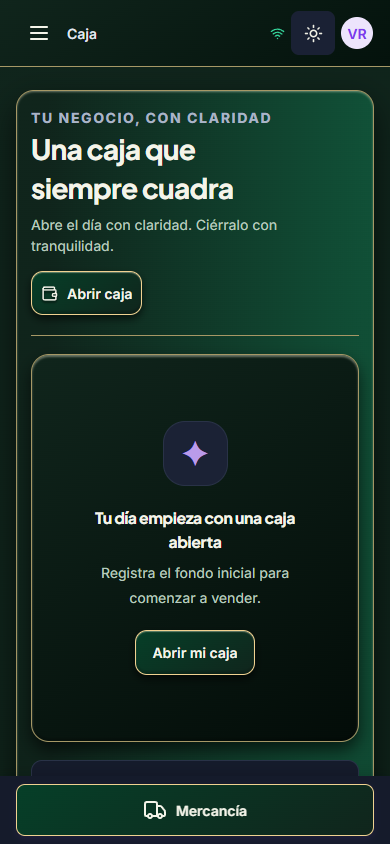 Caja
VR
TU NEGOCIO, CON CLARIDAD
Una caja que
siempre cuadra
Abre el día con claridad. Ciérralo con
tranquilidad.
Abrir caja
Tu día empieza con una caja
abierta
Registra el fondo inicial para
comenzar a vender.
Abrir mi caja
Mercancía